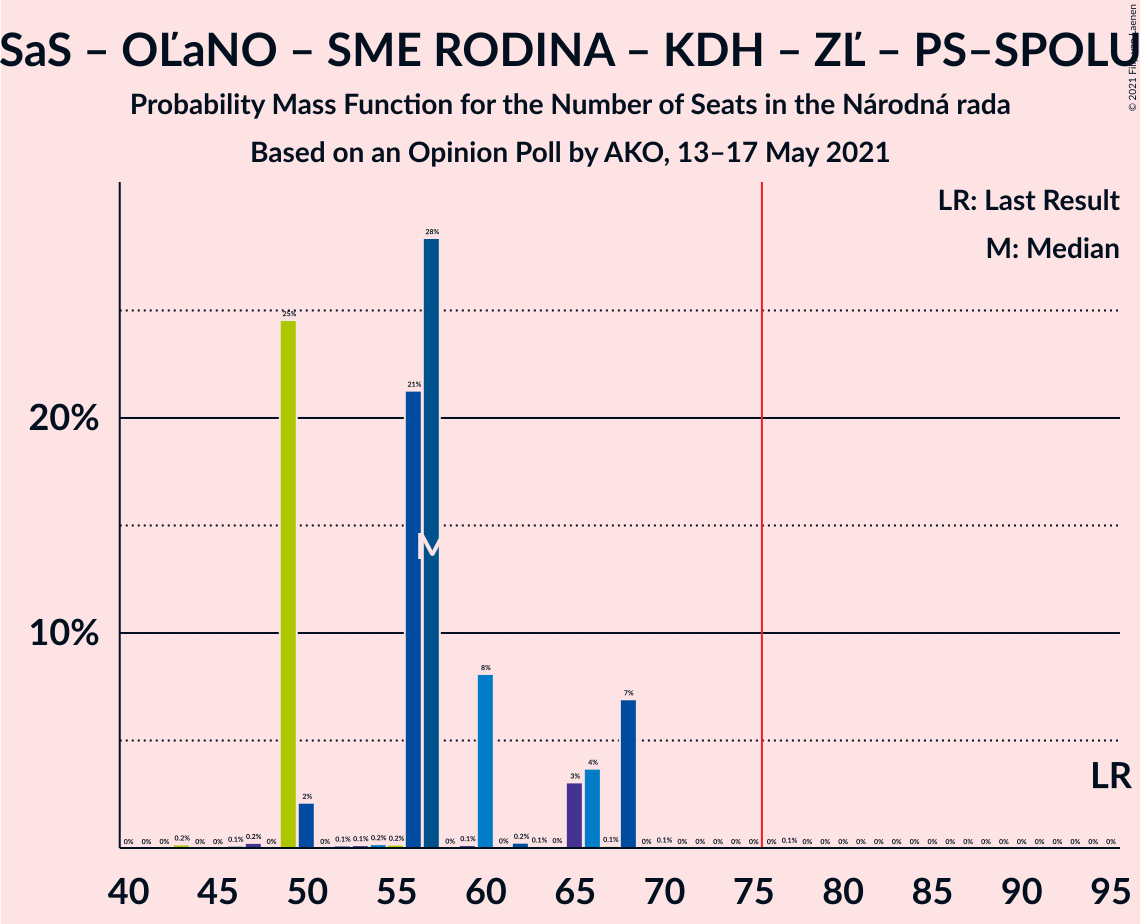 SaS – OĽaNO – SME RODINA – KDH – ZĽ – PS–SPOLU
Probability Mass Function for the Number of Seats in the Národná rada
Based on an Opinion Poll by AKO, 13–17 May 2021
© 2021 Filip van Laenen
LR: Last Result
M: Median
28%
25%
21%
20%
M
10%
8%
7%
4%
3%
2%
LR
0% 0% 0% 0.2% 0% 0% 0.1% 0.2% 0% 0% 0.1% 0.1% 0.2% 0.2% 0% 0.1% 0% 0.2% 0.1% 0% 0.1% 0% 0.1% 0% 0% 0% 0% 0% 0% 0.1% 0% 0% 0% 0% 0% 0% 0% 0% 0% 0% 0% 0% 0% 0% 0% 0% 0% 0%
40 45 50 55 60 65 70 75 80 85 90 95